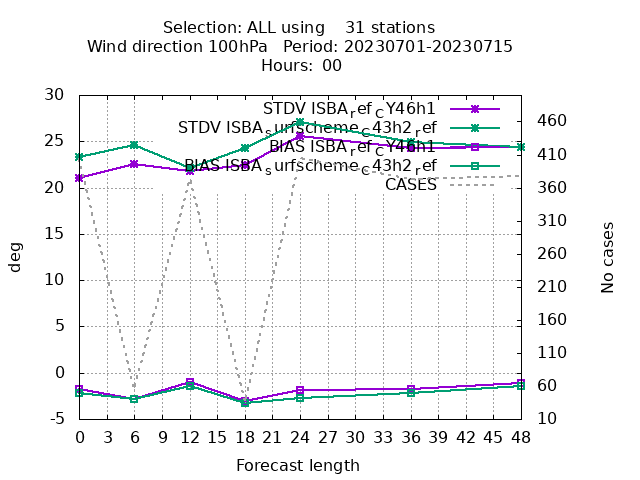 Selection: ALL using    31 stations
Wind direction 100hPa   Period: 20230701-20230715
Hours: 00
STDV ISBA_ref_CY46h1
STDV ISBA_surfscheme_C43h2_ref
BIAS ISBA_ref_CY46h1
BIAS ISBA_surfscheme_C43h2_ref
CASES
30
25
20
15
10
5
0
-5
deg
460
410
360
310
260
210
160
110
60
10
No cases
0 3 6 9 12 15 18 21 24 27 30 33 36 39 42 45 48
Forecast length